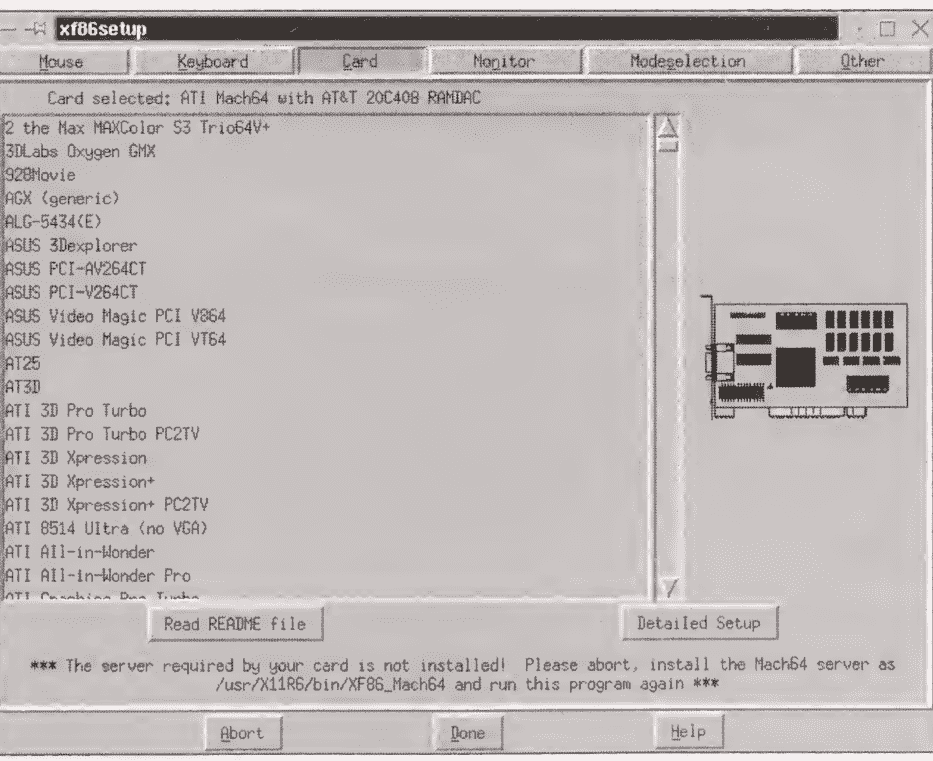 xf86setup
Mouse Keyboard Card Monitor Modeselection Other
Card selected: ATI Mach64 with AT&T 20C408 RAMDAC
2 the Max MAXColor S3 Trio64V+
3DLabs Oxygen GMX
928Movie
AGX (generic)
ALG-5434(E)
ASUS 3Dexplorer
ASUS PCI-AV264CT
ASUS PCI-V264CT
ASUS Video Magic PCI V864
ASUS Video Magic PCI VT64
AT25
AT3D
ATI 3D Pro Turbo
ATI 3D Pro Turbo PC2TV
ATI 3D Xpression
ATI 3D Xpression+
ATI 3D Xpression+ PC2TV
ATI 8514 Ultra (no VGA)
ATI All-in-Wonder
ATI All-in-Wonder Pro
ATI Graphics Pro Turbo
Read README file Detailed Setup
*** The server required by your card is not installed! Please abort, install the Mach64 server as
/usr/X11R6/bin/XF86_Mach64 and run this program again ***
Abort Done Help